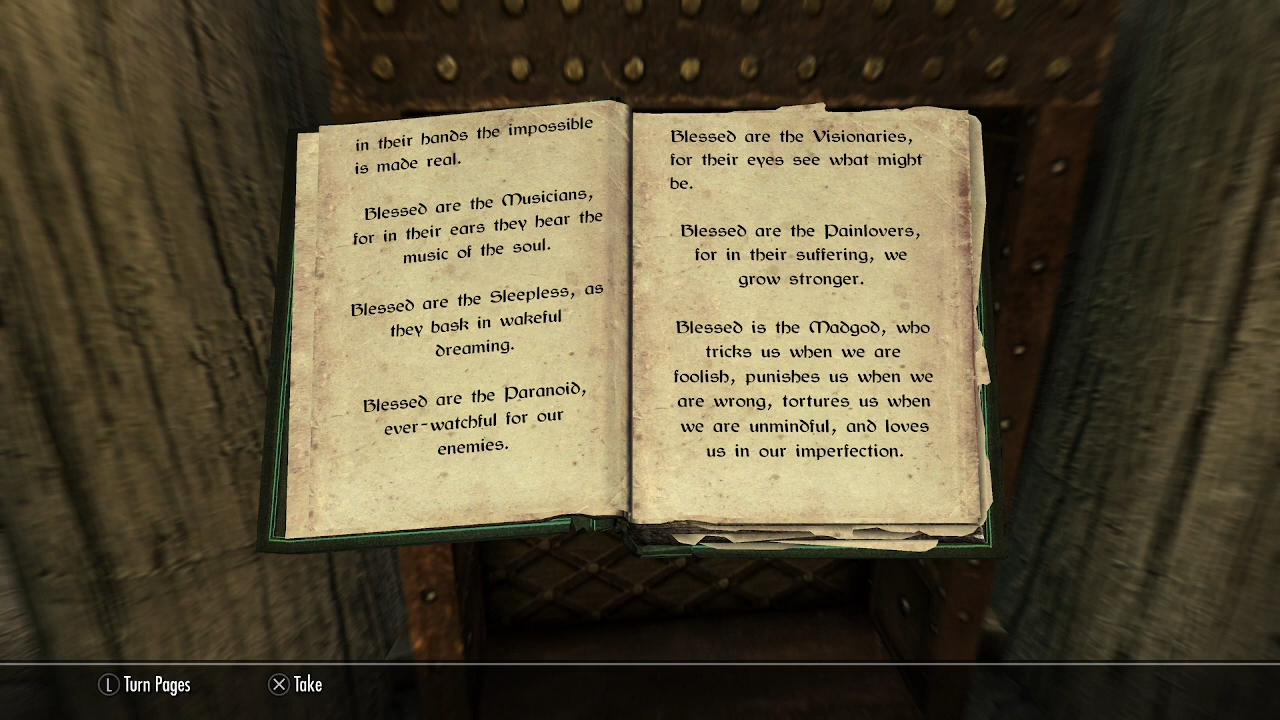 in their hands the impossible
is made real.
Blessed are the Musicians,
for in their ears they hear the
music of the soul.
Blessed are the Sleepless, as
they bask in wakeful
dreaming.
Blessed are the Paranoid,
ever-watchful for our
enemies.
Blessed are the Visionaries,
for their eyes see what might
be.
Blessed are the Painlovers,
for in their suffering, we
grow stronger.
Blessed is the Madgod, who
tricks us when we are
foolish, punishes us when we
are wrong, tortures us when
we are unmindful, and loves
us in our imperfection.
L Turn Pages
X Take